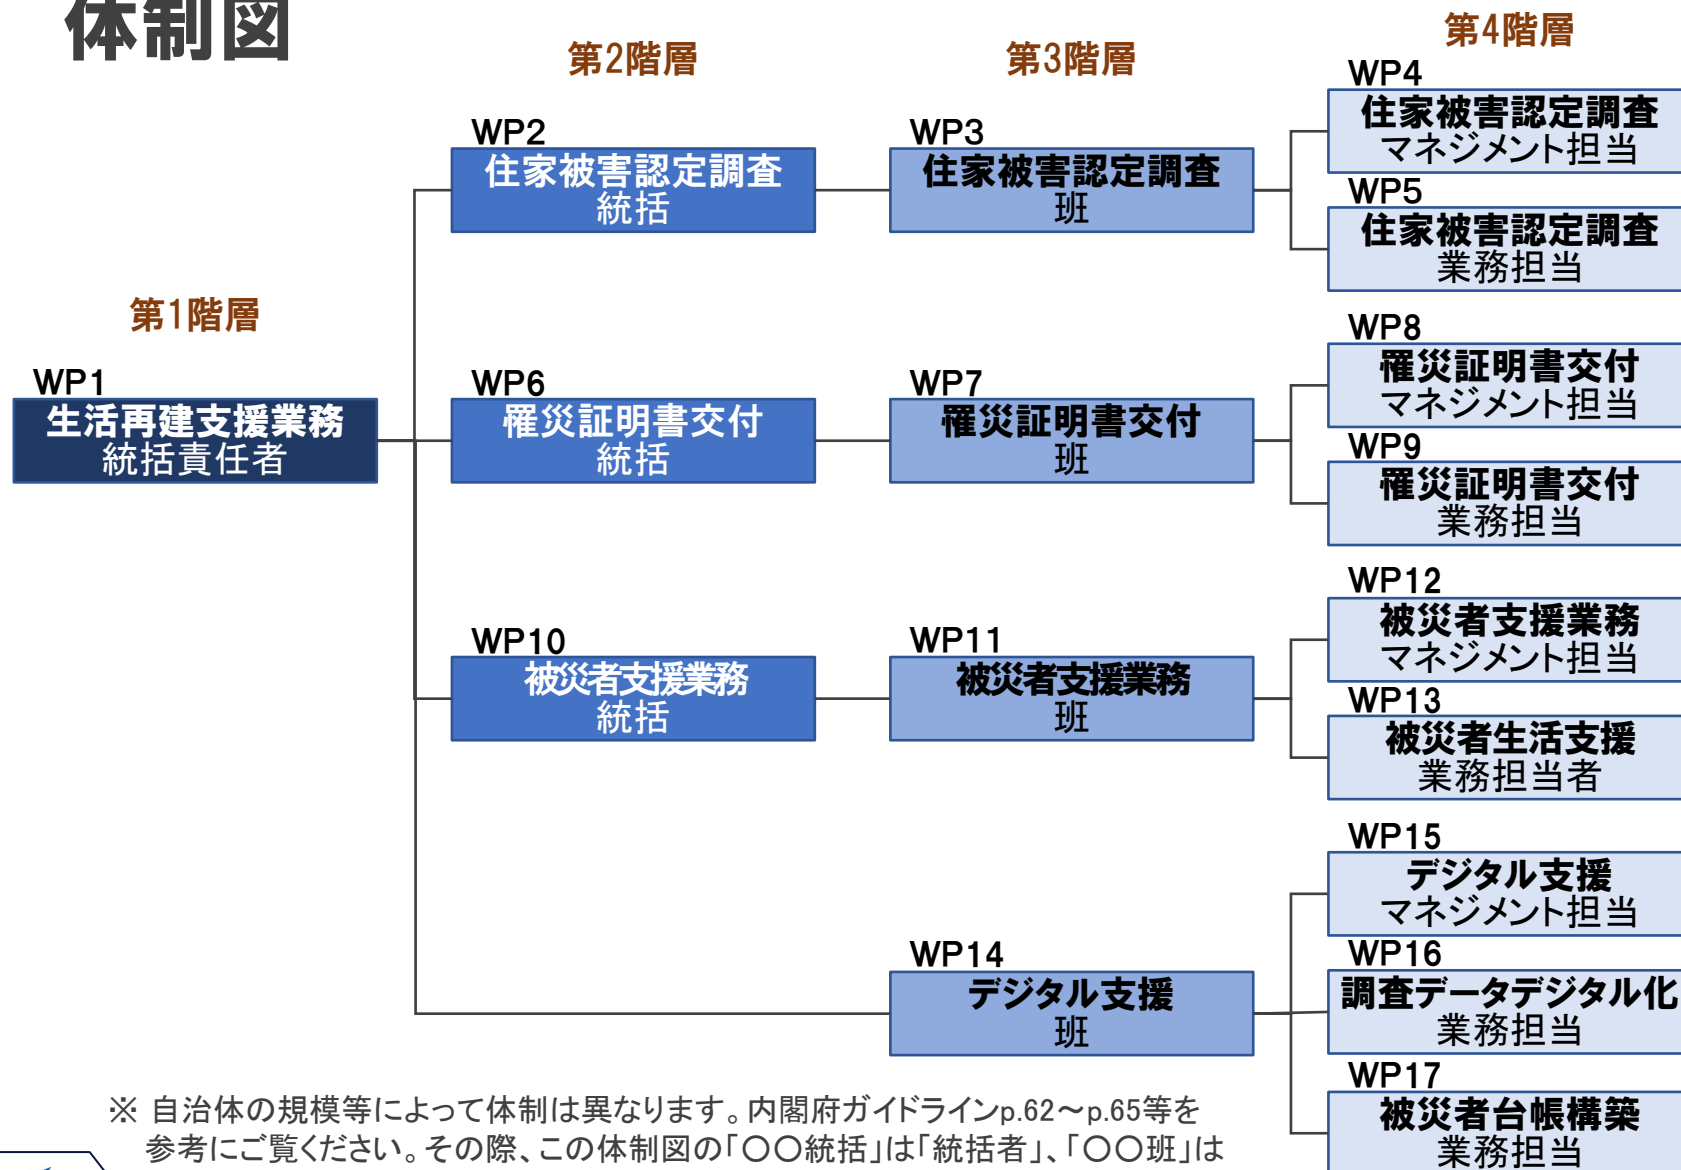 体制図
第1階層
第2階層
第3階層
第4階層
WP1
生活再建支援業務
統括責任者
WP2
住家被害認定調査
統括
WP3
住家被害認定調査
班
WP4
住家被害認定調査
マネジメント担当
WP5
住家被害認定調査
業務担当
WP6
罹災証明書交付
統括
WP7
罹災証明書交付
班
WP8
罹災証明書交付
マネジメント担当
WP9
罹災証明書交付
業務担当
WP10
被災者支援業務
統括
WP11
被災者支援業務
班
WP12
被災者支援業務
マネジメント担当
WP13
被災者生活支援
業務担当者
WP14
デジタル支援
班
WP15
デジタル支援
マネジメント担当
WP16
調査データデジタル化
業務担当
WP17
被災者台帳構築
業務担当
※ 自治体の規模等によって体制は異なります。内閣府ガイドラインp.62～p.65等を
参考にご覧ください。その際、この体制図の「〇〇統括」は「統括者」、「〇〇班」は